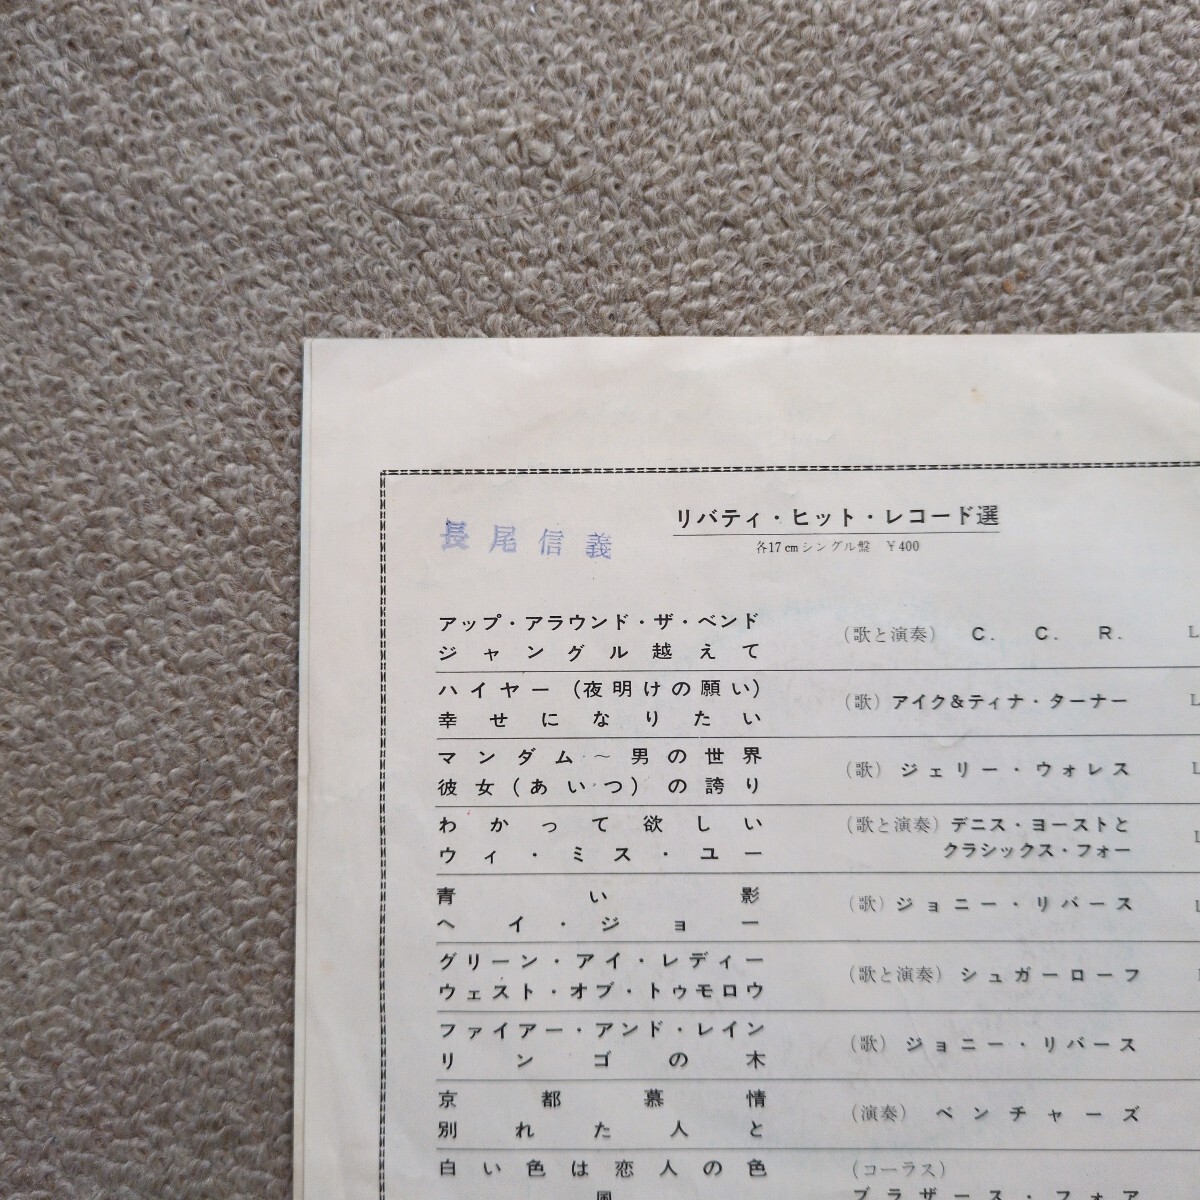 リバティ・ヒット・レコード選
長尾信義
各17cmシングル盤 ￥400
アップ・アラウンド・ザ・ベンド
ジャングル越えて
(歌と演奏) C. C. R.
L
ハイヤー(夜明けの願い)
幸せになりたい
(歌) アイク&ティナ・ターナー
L
マンダム～男の世界
彼女(あいつ)の誇り
(歌) ジェリー・ウォレス
L
わかって欲しい
ウィ・ミス・ユー
(歌と演奏) デニス・ヨーストと
クラシックス・フォー
L
青い影
ヘイ・ジョー
(歌) ジョニー・リバース
L
グリーン・アイ・レディー
ウェスト・オブ・トゥモロウ
(歌と演奏) シュガーローフ
ファイアー・アンド・レイン
リンゴの木
(歌) ジョニー・リバース
京都慕情
別れた人と
(演奏) ベンチャーズ
白い色は恋人の色
風
(コーラス)
ブラザース・フォア